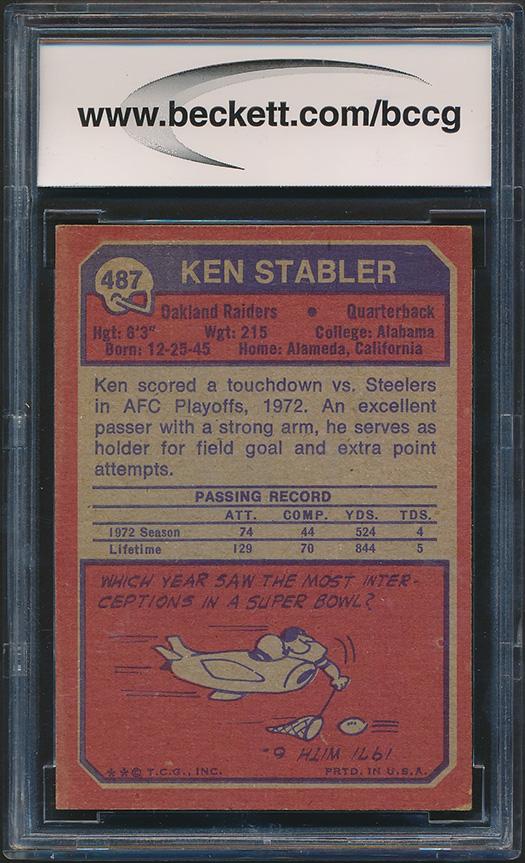 www.beckett.com/bccg
487
KEN STABLER
Oakland Raiders • Quarterback
Hgt: 6'3" Wgt: 215 College: Alabama
Born: 12-25-45 Home: Alameda, California
Ken scored a touchdown vs. Steelers
in AFC Playoffs, 1972. An excellent
passer with a strong arm, he serves as
holder for field goal and extra point
attempts.
PASSING RECORD
ATT. COMP. YDS. TDS.
1972 Season 74 44 524 4
Lifetime 129 70 844 5
WHICH YEAR SAW THE MOST INTER-
CEPTIONS IN A SUPER BOWL?
1971 WITH 6-
**© T.C.G., INC. PRTD. IN U.S.A.